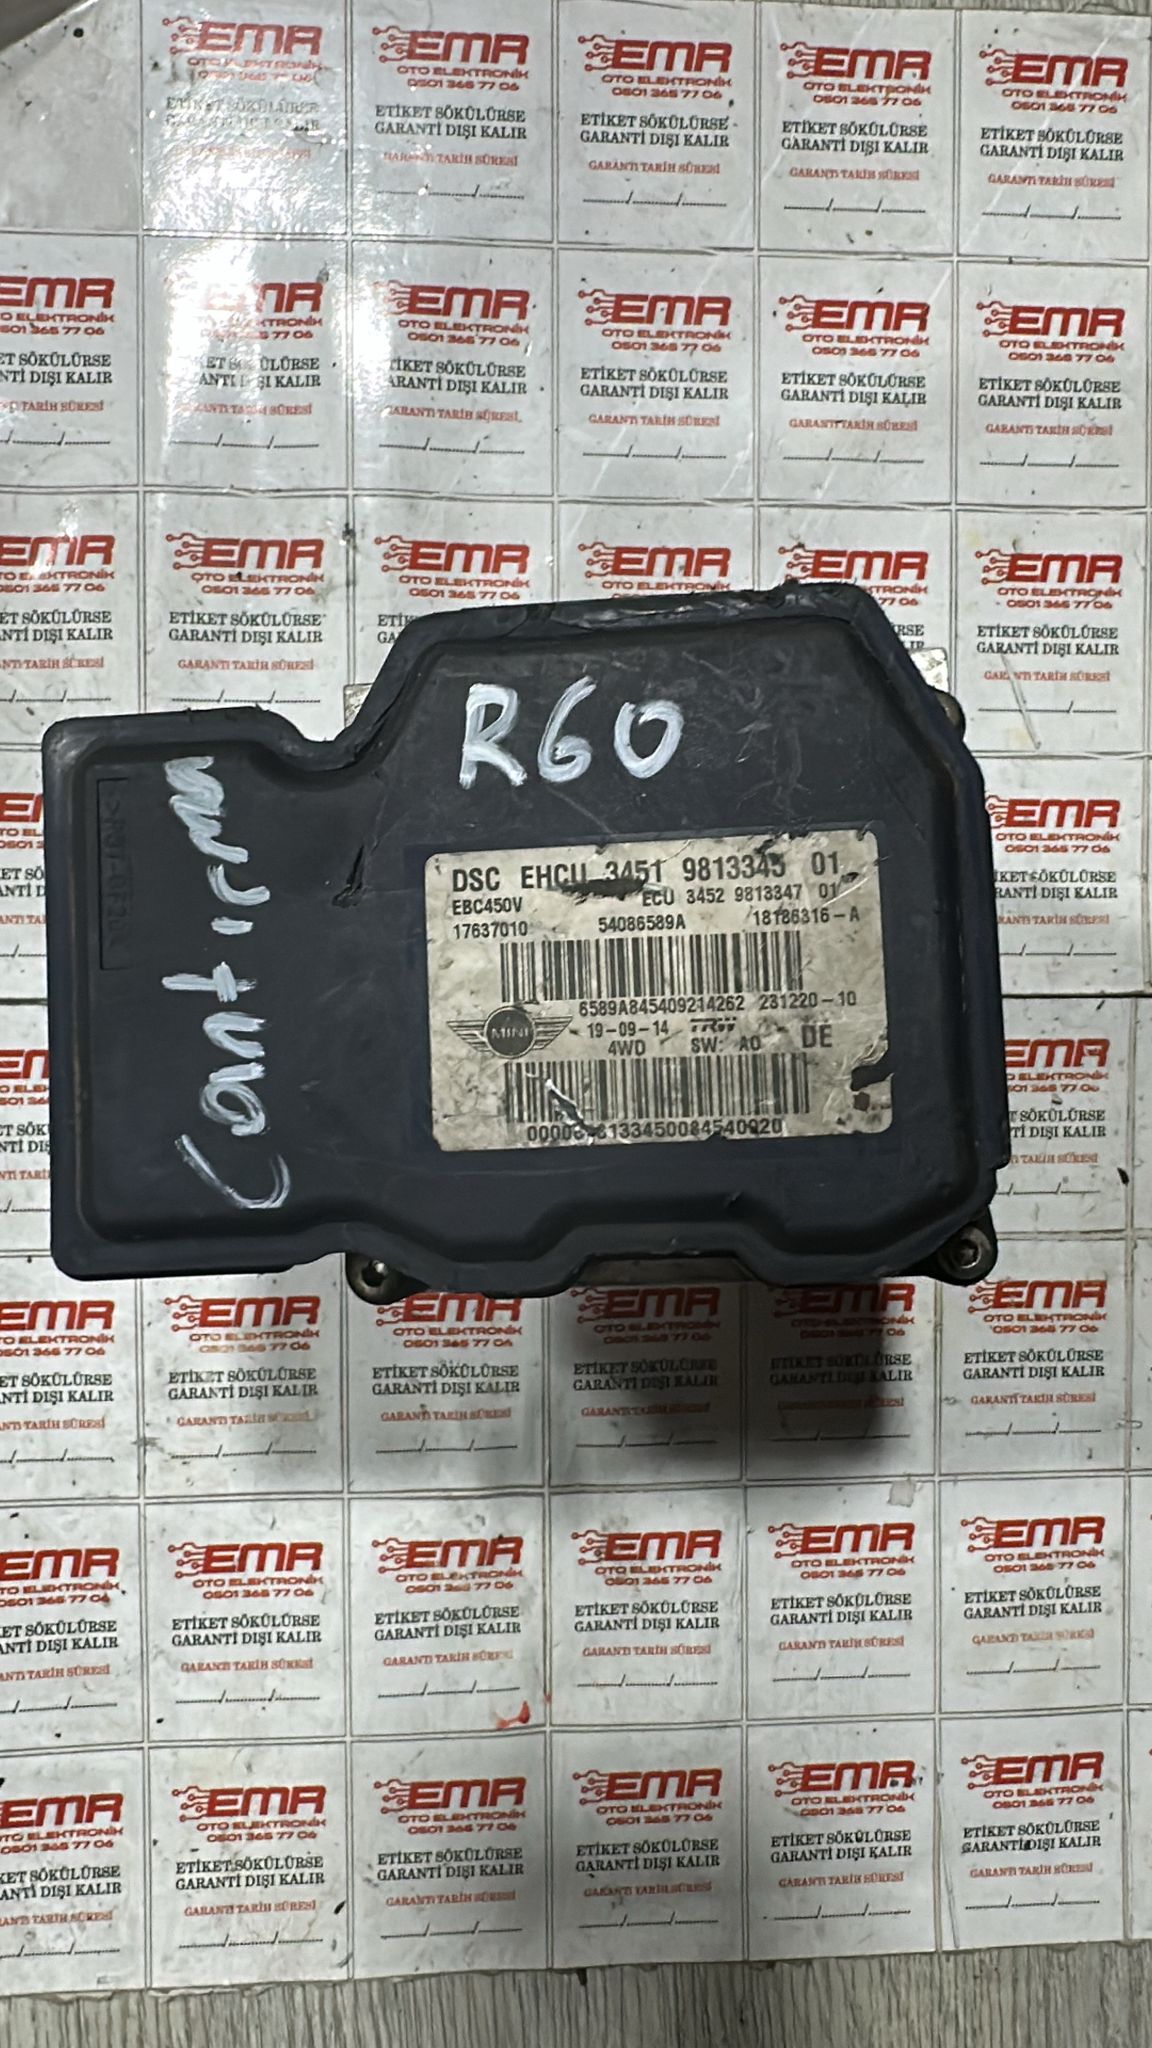 EMR
OTO ELEKTRONİK
0501 365 77 06
ETİKET SÖKÜLÜRSE
GARANTİ DIŞI KALIR
GARANTİ TARİH SÜRESİ
R60
Cantırım
DSC EHCU 3451 9813345 01
EBC450V ECU 3452 9813347 01
17637010 54086589A 18186316-A
6589A845409214262 231220-10
MINI 19-09-14 TRW DE
4WD SW: A0